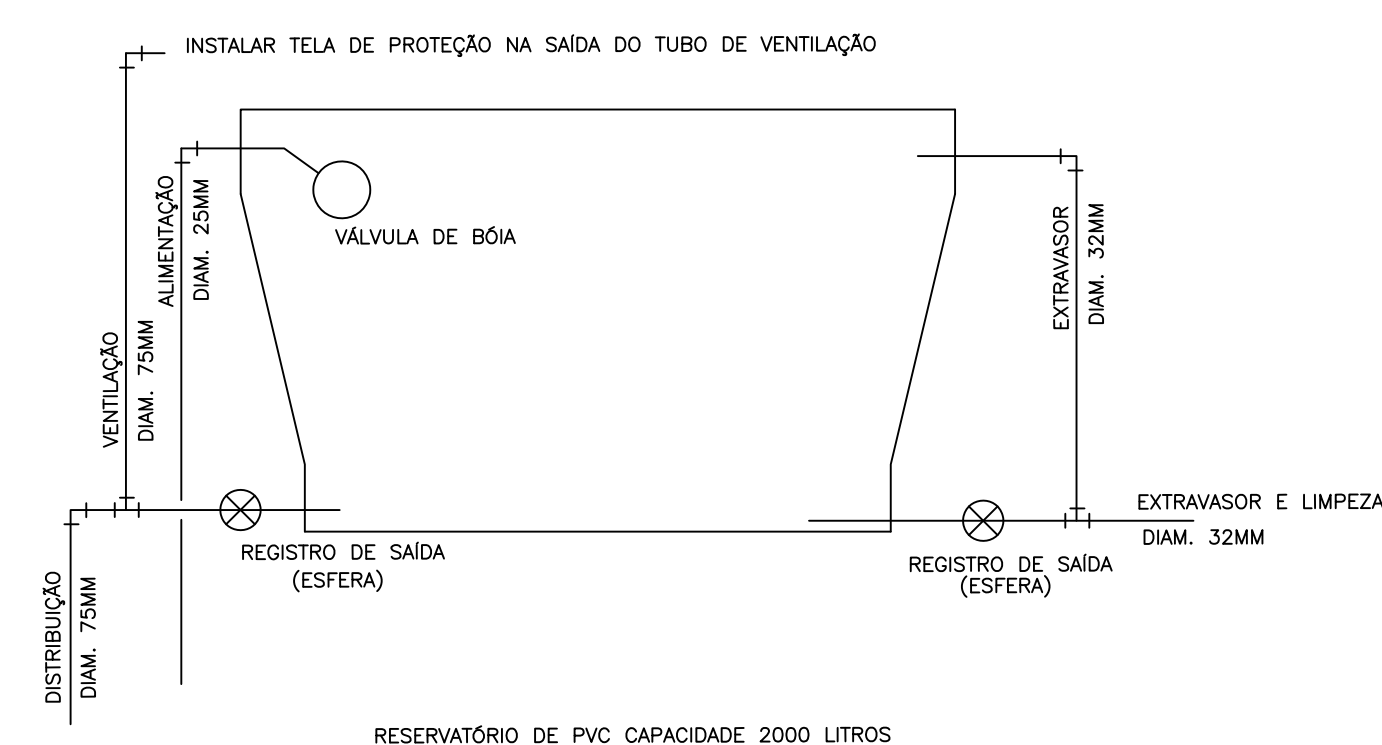 INSTALAR TELA DE PROTEÇÃO NA SAÍDA DO TUBO DE VENTILAÇÃO
ALIMENTAÇÃO
DIAM. 25MM
VÁLVULA DE BÓIA
EXTRAVASOR
DIAM. 32MM
VENTILAÇÃO
DIAM. 75MM
EXTRAVASOR E LIMPEZA
DIAM. 32MM
REGISTRO DE SAÍDA
(ESFERA)
REGISTRO DE SAÍDA
(ESFERA)
DISTRIBUIÇÃO
DIAM. 75MM
RESERVATÓRIO DE PVC CAPACIDADE 2000 LITROS